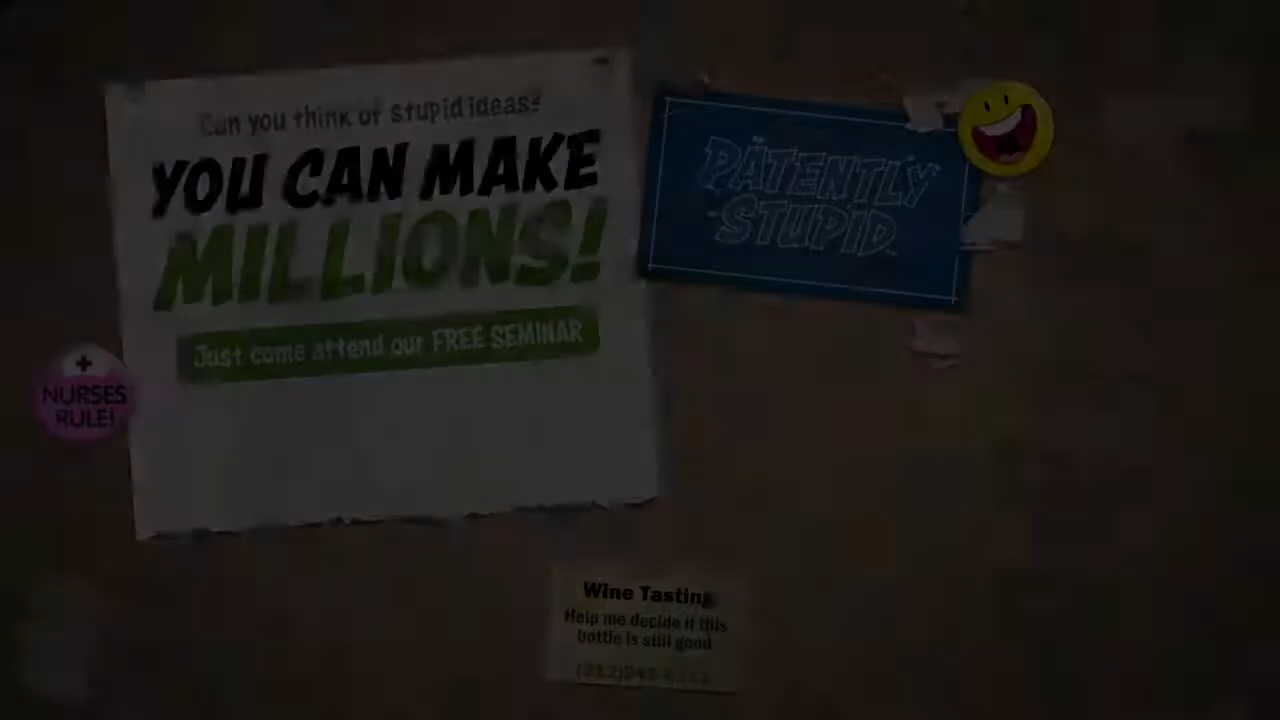 Can you think of stupid ideas?
YOU CAN MAKE
MILLIONS!
Just come attend our FREE SEMINAR
PATENTLY
STUPID
NURSES
RULE!
Wine Tasting
Help me decide if this
bottle is still good